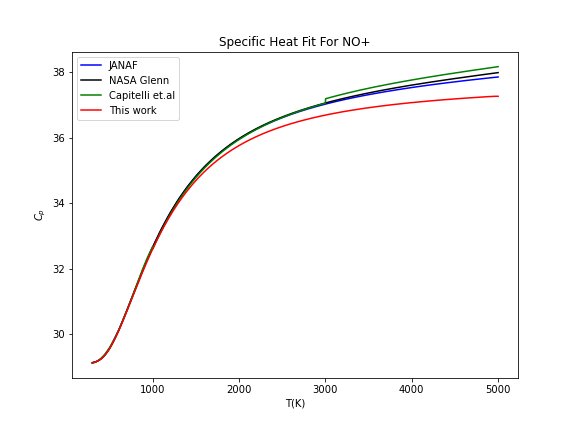 Specific Heat Fit For NO+
JANAF
NASA Glenn
Capitelli et.al
This work
38
36
34
32
30
C_p
1000 2000 3000 4000 5000
T(K)